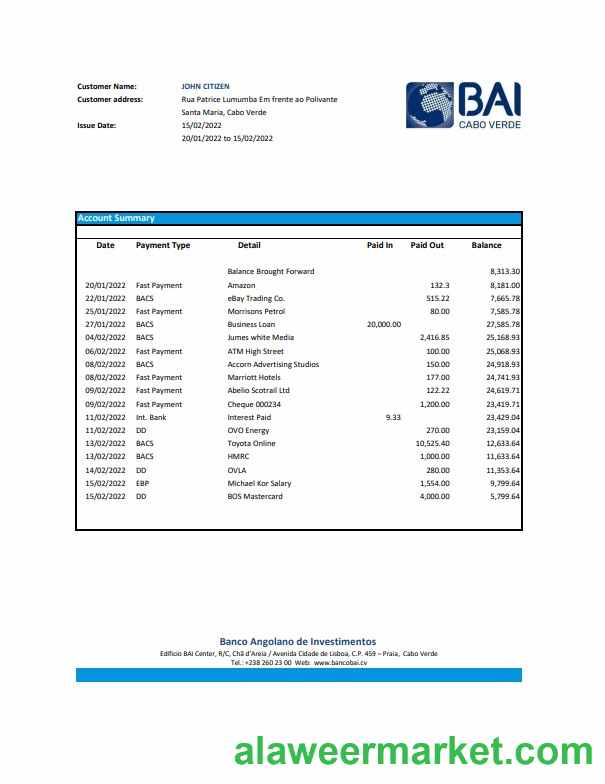 Customer Name: JOHN CITIZEN
Customer address: Rua Patrice Lumumba Em frente ao Polivante
Santa Maria, Cabo Verde
Issue Date: 15/02/2022
20/01/2022 to 15/02/2022
BAI
CABO VERDE
Account Summary
Date Payment Type Detail Paid In Paid Out Balance
Balance Brought Forward 8,313.30
20/01/2022 Fast Payment Amazon 132.3 8,181.00
22/01/2022 BACS eBay Trading Co. 515.22 7,665.78
25/01/2022 Fast Payment Morrisons Petrol 80.00 7,585.78
27/01/2022 BACS Business Loan 20,000.00 27,585.78
04/02/2022 BACS Jumes white Media 2,416.85 25,168.93
06/02/2022 Fast Payment ATM High Street 100.00 25,068.93
08/02/2022 BACS Accorn Advertising Studios 150.00 24,918.93
08/02/2022 Fast Payment Marriott Hotels 177.00 24,741.93
09/02/2022 Fast Payment Abelio Scotrail Ltd 122.22 24,619.71
09/02/2022 Fast Payment Cheque 000234 1,200.00 23,419.71
11/02/2022 Int. Bank Interest Paid 9.33 23,429.04
11/02/2022 DD OVO Energy 270.00 23,159.04
13/02/2022 BACS Toyota Online 10,525.40 12,633.64
13/02/2022 BACS HMRC 1,000.00 11,633.64
14/02/2022 DD OVLA 280.00 11,353.64
15/02/2022 EBP Michael Kor Salary 1,554.00 9,799.64
15/02/2022 DD BOS Mastercard 4,000.00 5,799.64
Banco Angolano de Investimentos
Edifício BAI Center, R/C, Chã d'Areia / Avenida Cidade de Lisboa, C.P. 459 – Praia, Cabo Verde
Tel.: +238 260 23 00 Web: www.bancobai.cv
alaweermarket.com